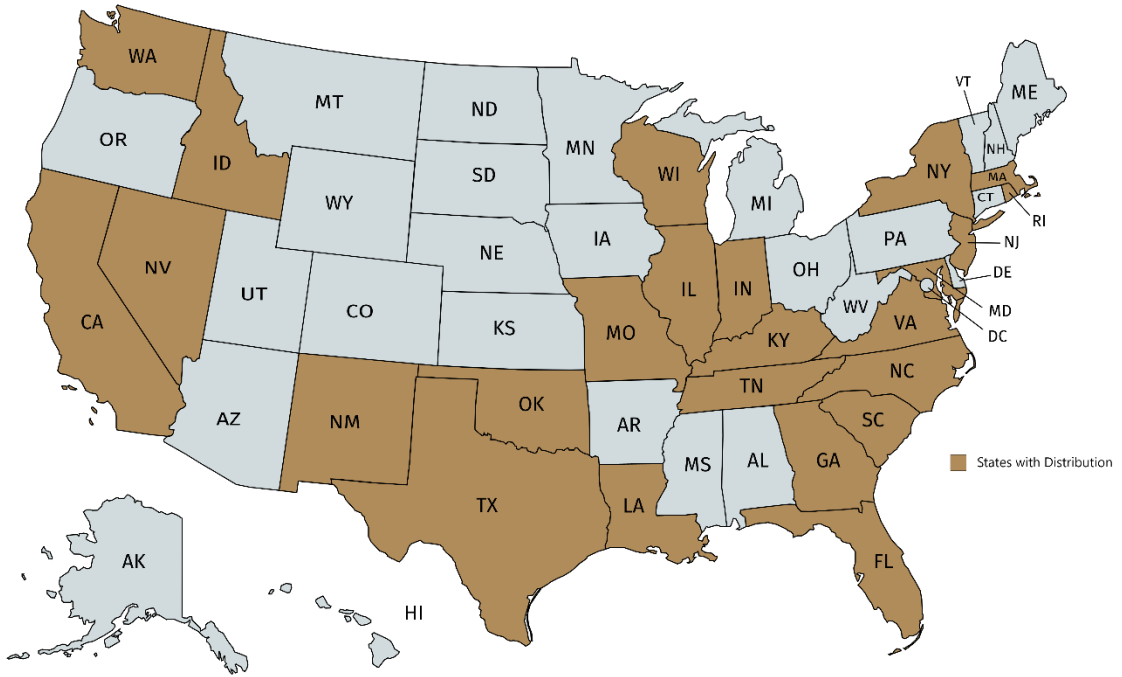 WA
MT
ND
MN
VT
ME
OR
ID
SD
WI
NH
NY
MA
WY
MI
CT
RI
IA
PA
NJ
NE
NV
OH
DE
UT
IL
IN
WV
MD
CO
CA
KS
MO
VA
DC
KY
NC
TN
OK
AZ
NM
AR
SC
MS
AL
GA
States with Distribution
TX
LA
AK
FL
HI